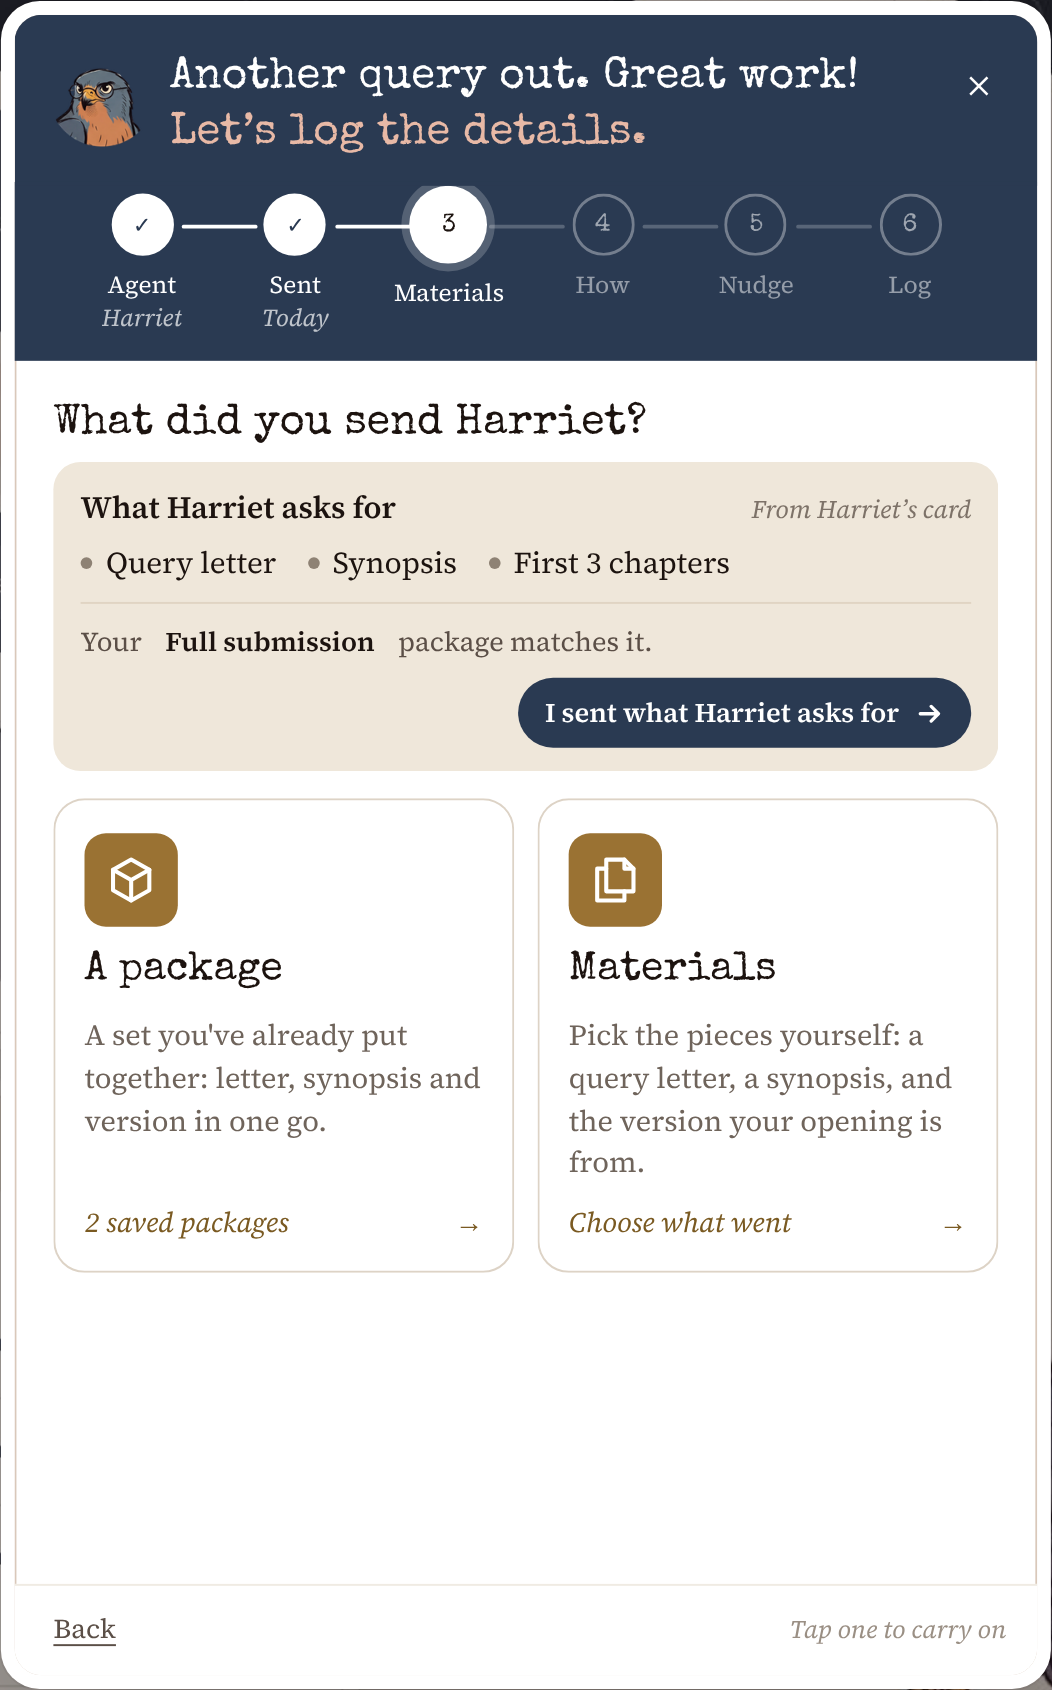 Another query out. Great work!
Let's log the details.
✓ ✓ 3 4 5 6
Agent Sent Materials How Nudge Log
Harriet Today
What did you send Harriet?
What Harriet asks for From Harriet's card
• Query letter • Synopsis • First 3 chapters
Your Full submission package matches it.
I sent what Harriet asks for →
A package
A set you've already put
together: letter, synopsis and
version in one go.
2 saved packages →
Materials
Pick the pieces yourself: a
query letter, a synopsis, and
the version your opening is
from.
Choose what went →
Back Tap one to carry on